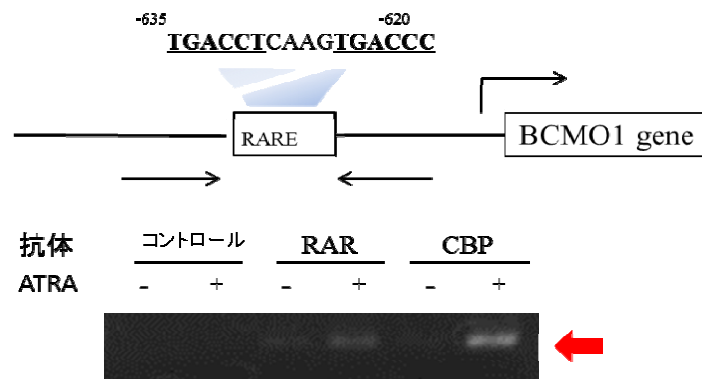 -635 -620
TGACCTCAAGTGACCC
RARE BCMO1 gene
抗体 コントロール RAR CBP
ATRA - + - + - +